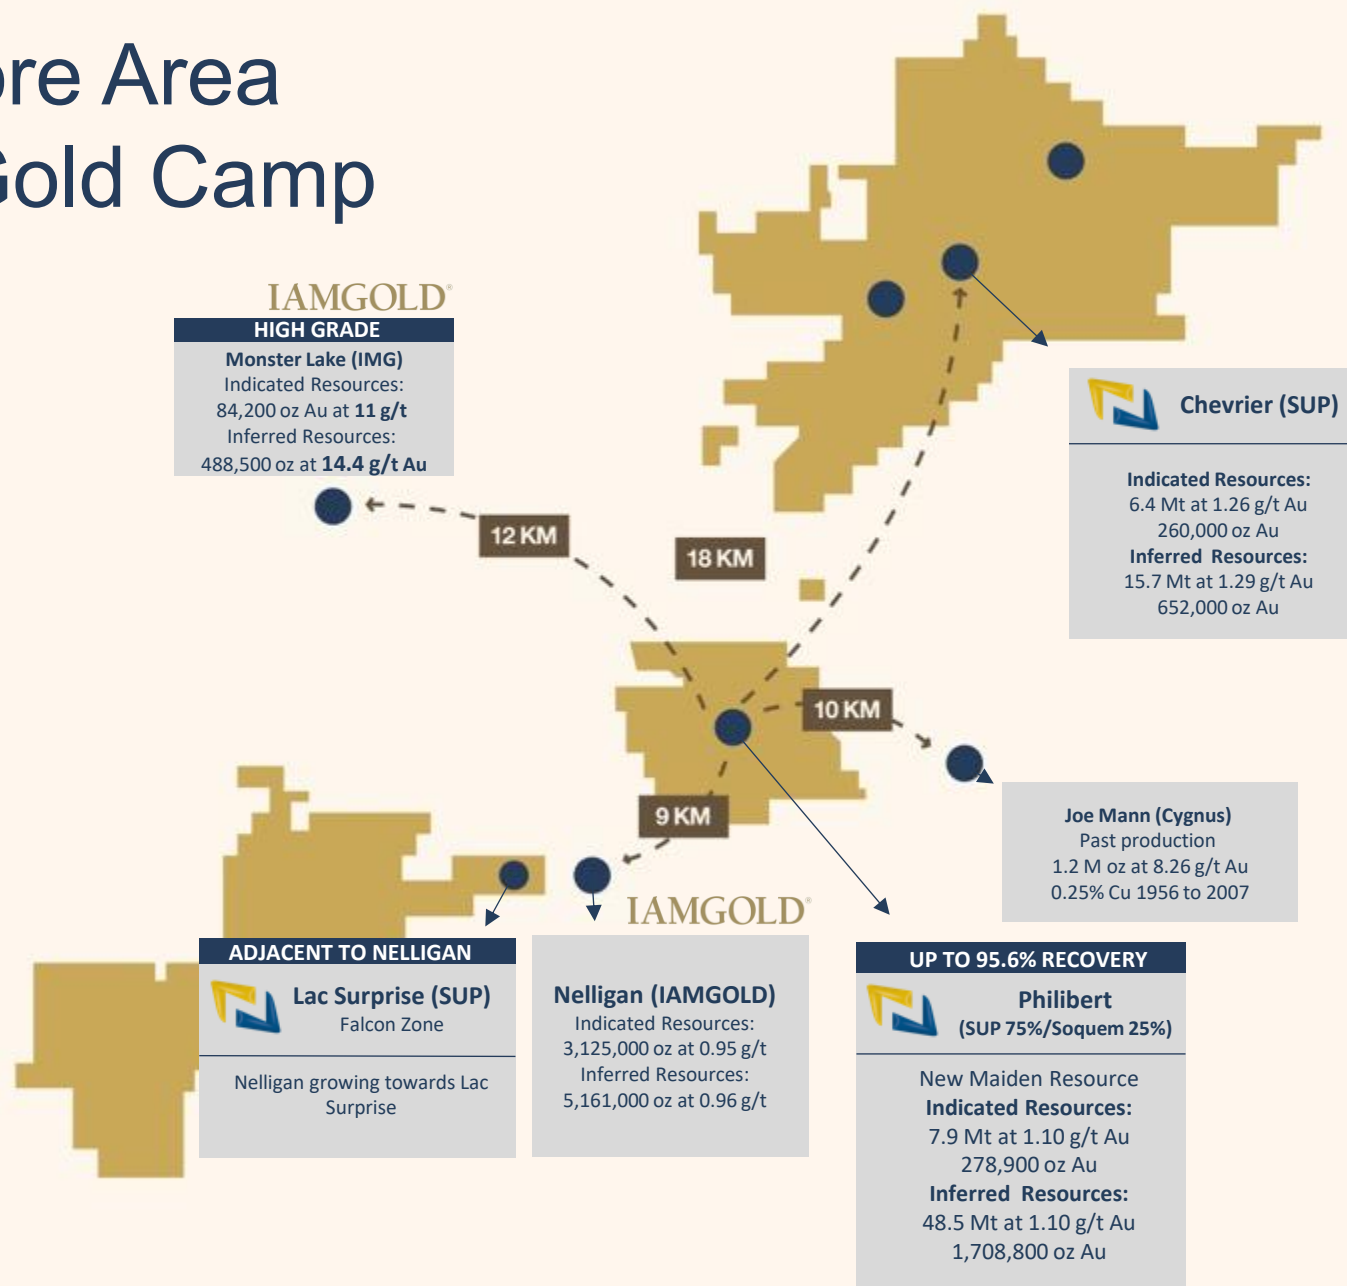 ore Area
Gold Camp
IAMGOLD®
HIGH GRADE
Monster Lake (IMG)
Indicated Resources:
84,200 oz Au at 11 g/t
Inferred Resources:
488,500 oz at 14.4 g/t Au
12 KM
18 KM
Chevrier (SUP)
Indicated Resources:
6.4 Mt at 1.26 g/t Au
260,000 oz Au
Inferred Resources:
15.7 Mt at 1.29 g/t Au
652,000 oz Au
10 KM
9 KM
Joe Mann (Cygnus)
Past production
1.2 M oz at 8.26 g/t Au
0.25% Cu 1956 to 2007
IAMGOLD®
ADJACENT TO NELLIGAN
Lac Surprise (SUP)
Falcon Zone
Nelligan growing towards Lac
Surprise
Nelligan (IAMGOLD)
Indicated Resources:
3,125,000 oz at 0.95 g/t
Inferred Resources:
5,161,000 oz at 0.96 g/t
UP TO 95.6% RECOVERY
Philibert
(SUP 75%/Soquem 25%)
New Maiden Resource
Indicated Resources:
7.9 Mt at 1.10 g/t Au
278,900 oz Au
Inferred Resources:
48.5 Mt at 1.10 g/t Au
1,708,800 oz Au